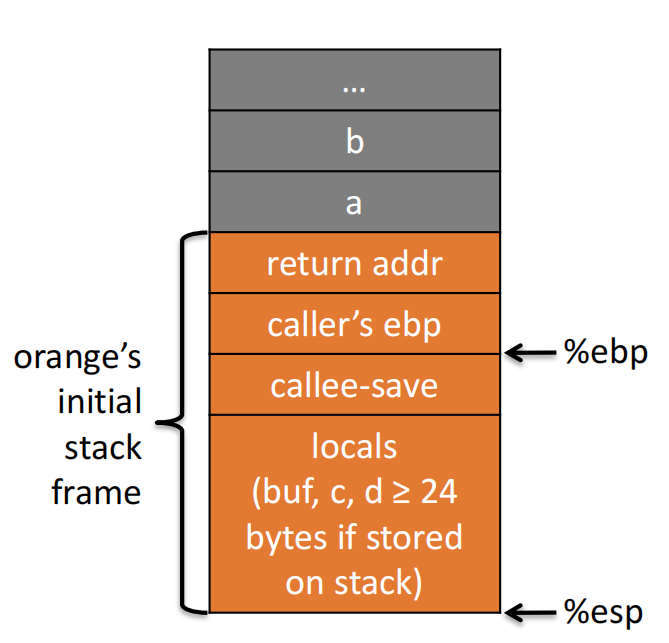 ...
b
a
return addr
caller’s ebp
%ebp
callee-save
orange’s
initial
stack
frame
locals
(buf, c, d ≥ 24
bytes if stored
on stack)
%esp